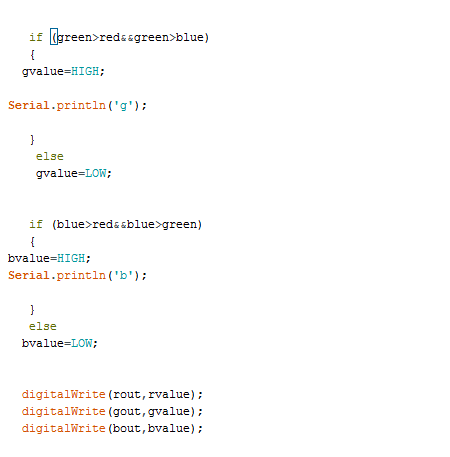 if (green>red&&green>blue)
{
gvalue=HIGH;
Serial.println('g');
}
else
gvalue=LOW;
if (blue>red&&blue>green)
{
bvalue=HIGH;
Serial.println('b');
}
else
bvalue=LOW;
digitalWrite(rout,rvalue);
digitalWrite(gout,gvalue);
digitalWrite(bout,bvalue);